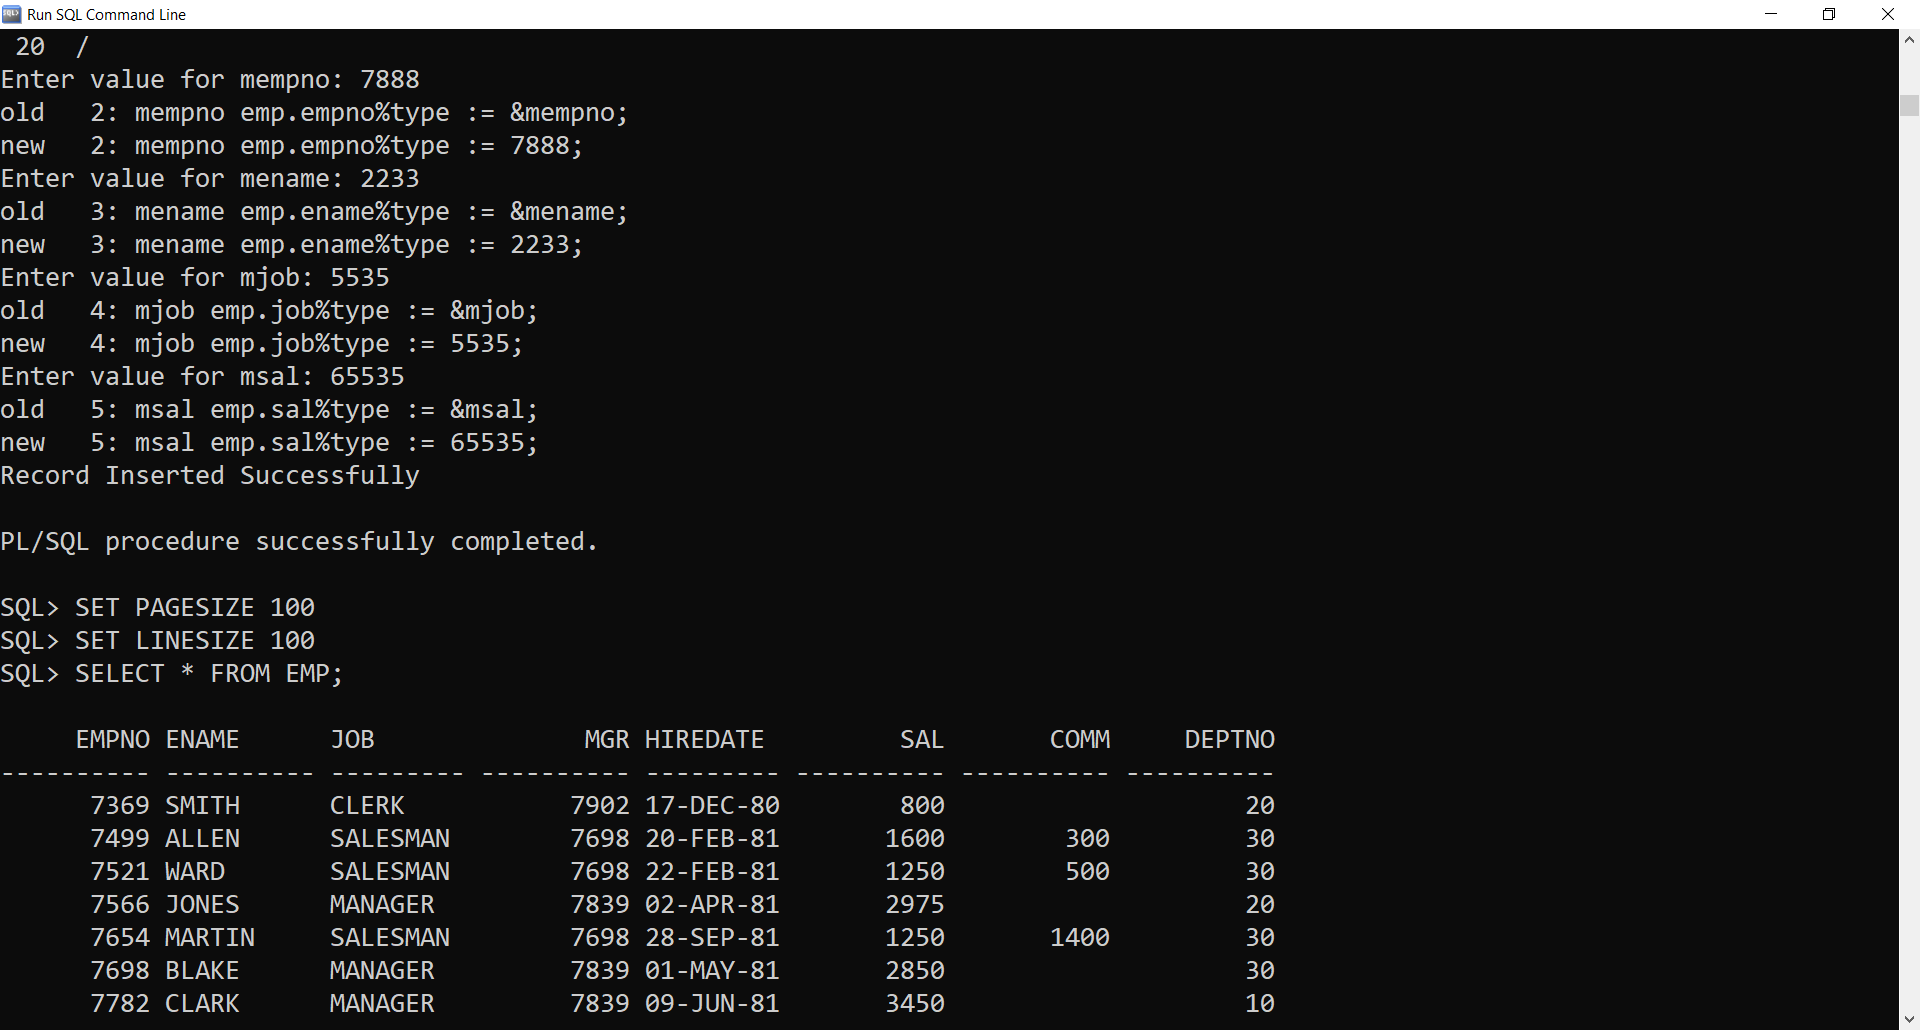 Run SQL Command Line
 20  /
Enter value for mempno: 7888
old   2: mempno emp.empno%type := &mempno;
new   2: mempno emp.empno%type := 7888;
Enter value for mename: 2233
old   3: mename emp.ename%type := &mename;
new   3: mename emp.ename%type := 2233;
Enter value for mjob: 5535
old   4: mjob emp.job%type := &mjob;
new   4: mjob emp.job%type := 5535;
Enter value for msal: 65535
old   5: msal emp.sal%type := &msal;
new   5: msal emp.sal%type := 65535;
Record Inserted Successfully
PL/SQL procedure successfully completed.
SQL> SET PAGESIZE 100
SQL> SET LINESIZE 100
SQL> SELECT * FROM EMP;
     EMPNO ENAME      JOB              MGR HIREDATE         SAL       COMM     DEPTNO
---------- ---------- --------- ---------- --------- ---------- ---------- ----------
      7369 SMITH      CLERK           7902 17-DEC-80        800                    20
      7499 ALLEN      SALESMAN        7698 20-FEB-81       1600        300         30
      7521 WARD       SALESMAN        7698 22-FEB-81       1250        500         30
      7566 JONES      MANAGER         7839 02-APR-81       2975                    20
      7654 MARTIN     SALESMAN        7698 28-SEP-81       1250       1400         30
      7698 BLAKE      MANAGER         7839 01-MAY-81       2850                    30
      7782 CLARK      MANAGER         7839 09-JUN-81       3450                    10